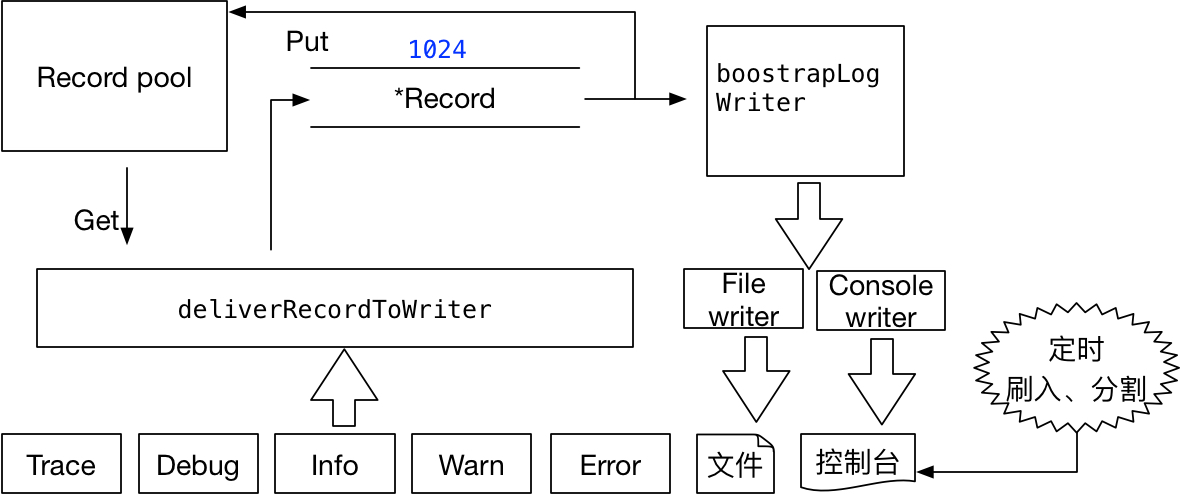 Put
1024
Record pool
*Record
boostrapLog
Writer
Get
deliverRecordToWriter
File
writer
Console
writer
定时
刷入、分割
Trace
Debug
Info
Warn
Error
文件
控制台